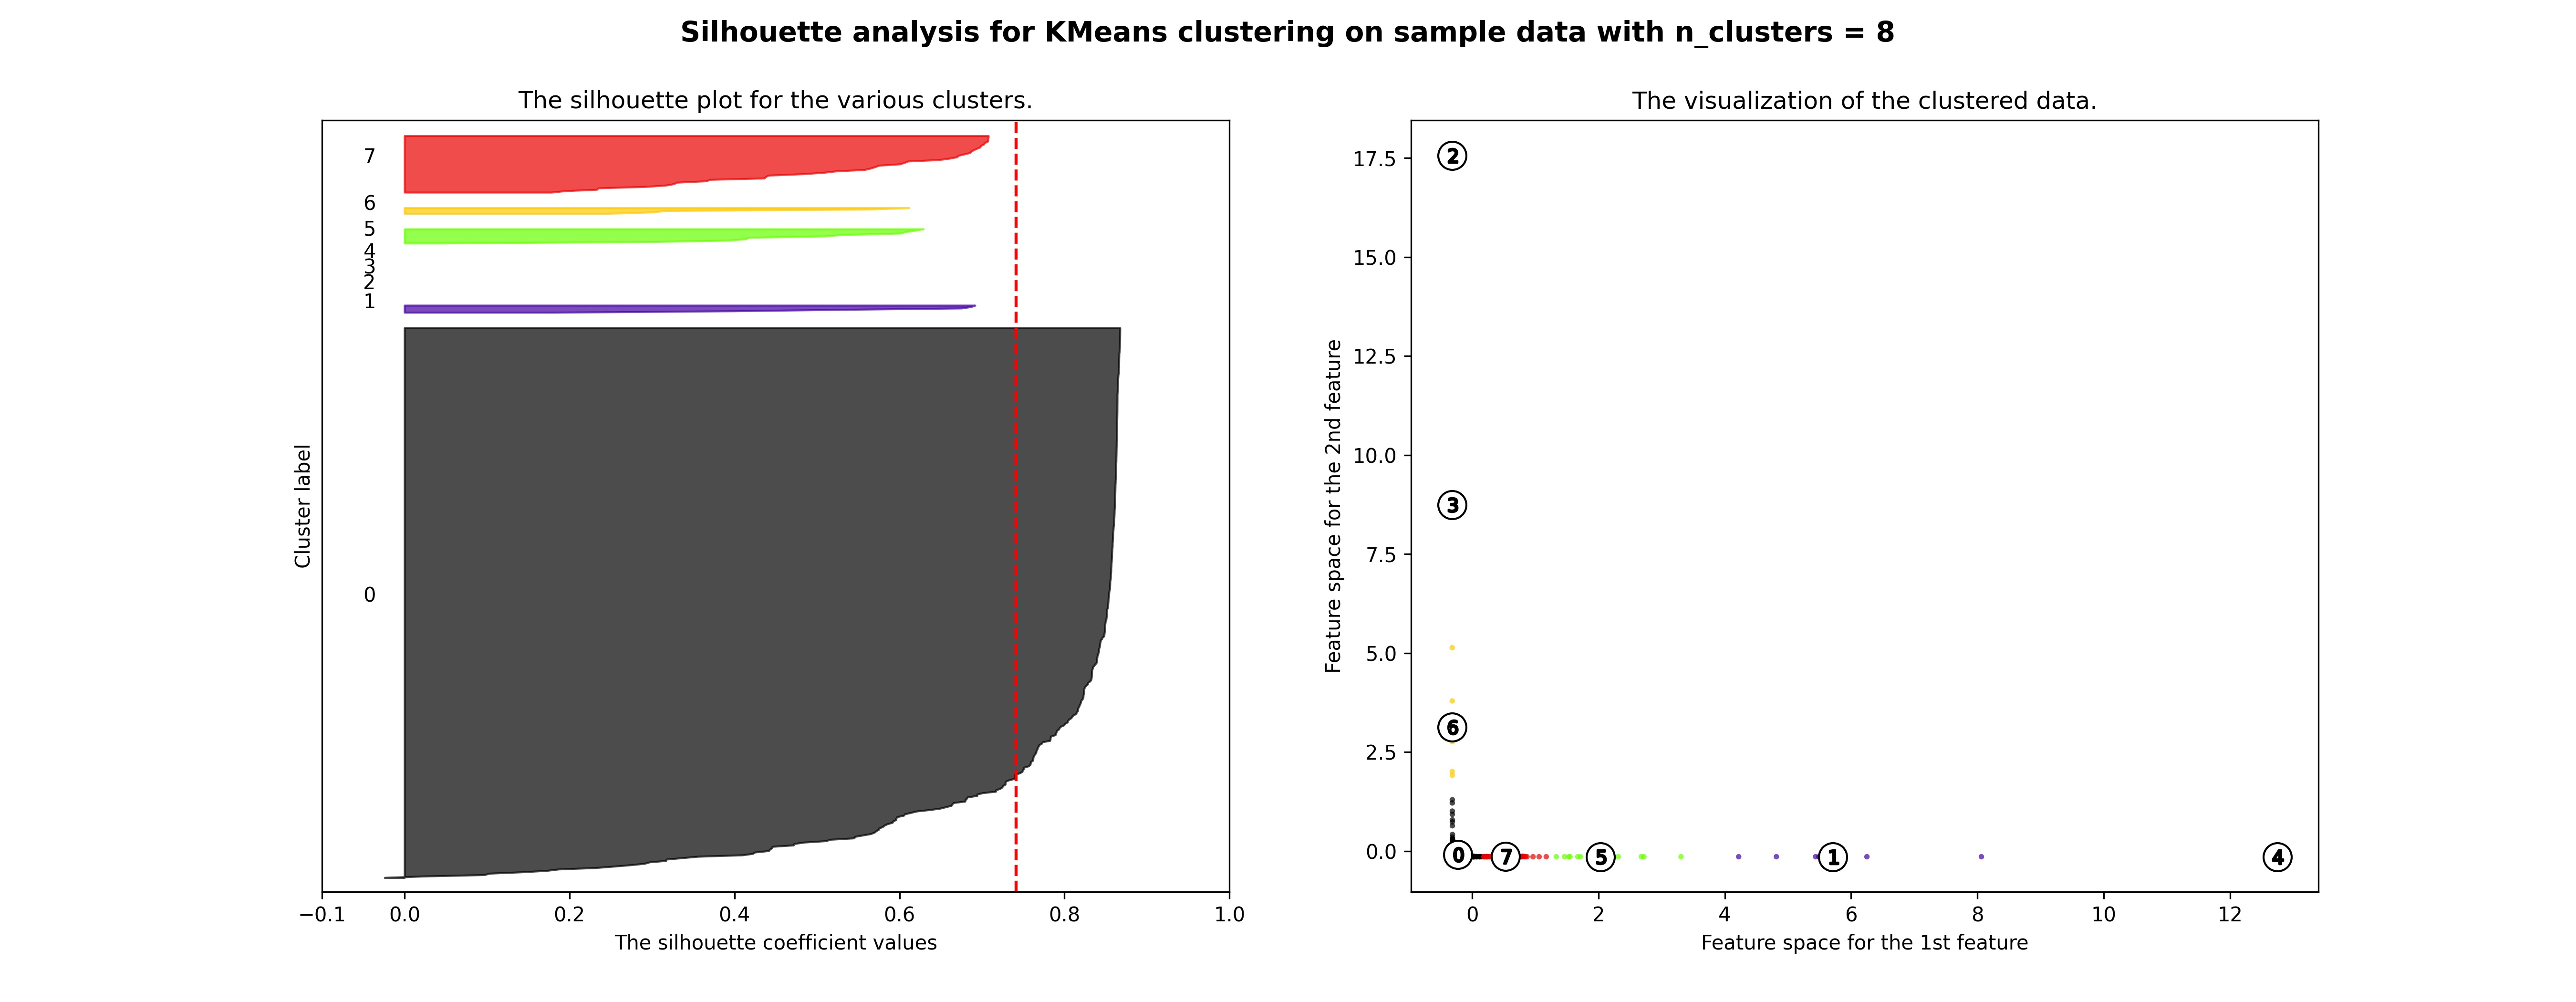 Silhouette analysis for KMeans clustering on sample data with n_clusters = 8
The silhouette plot for the various clusters.
7
6
5
4
3
2
1
0
Cluster label
−0.1 0.0 0.2 0.4 0.6 0.8 1.0
The silhouette coefficient values
The visualization of the clustered data.
17.5
15.0
12.5
10.0
7.5
5.0
2.5
0.0
Feature space for the 2nd feature
2
3
6
0 7 5 1 4
0 2 4 6 8 10 12
Feature space for the 1st feature